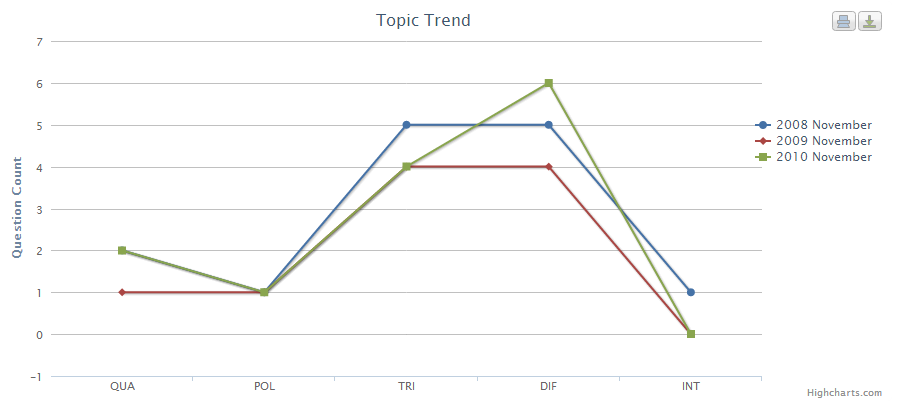 Topic Trend
Question Count
7
6
5
4
3
2
1
0
-1
QUA POL TRI DIF INT
2008 November
2009 November
2010 November
Highcharts.com